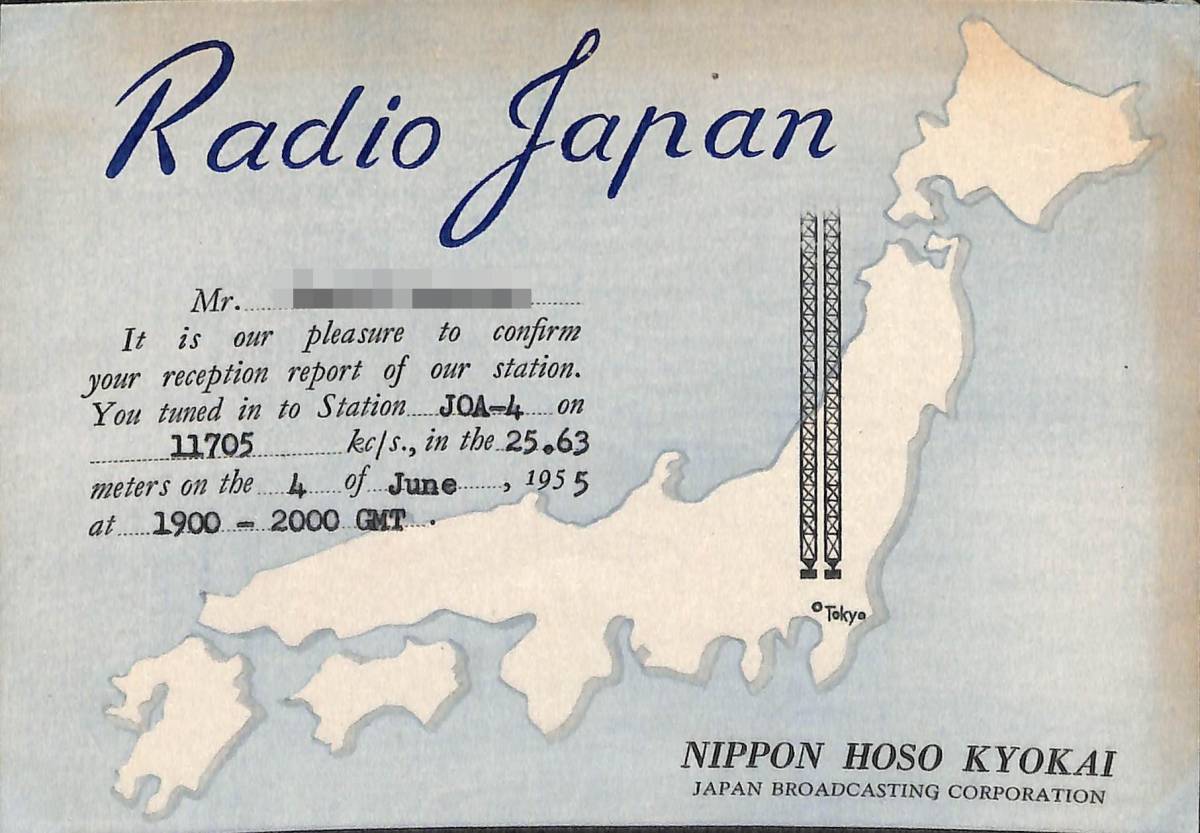 Radio Japan
Mr.
It is our pleasure to confirm
your reception report of our station.
You tuned in to Station JOA-4 on
11705 kc/s., in the 25.63
meters on the 4 of June, 1955
at 1900 - 2000 GMT.
Tokyo
NIPPON HOSO KYOKAI
JAPAN BROADCASTING CORPORATION